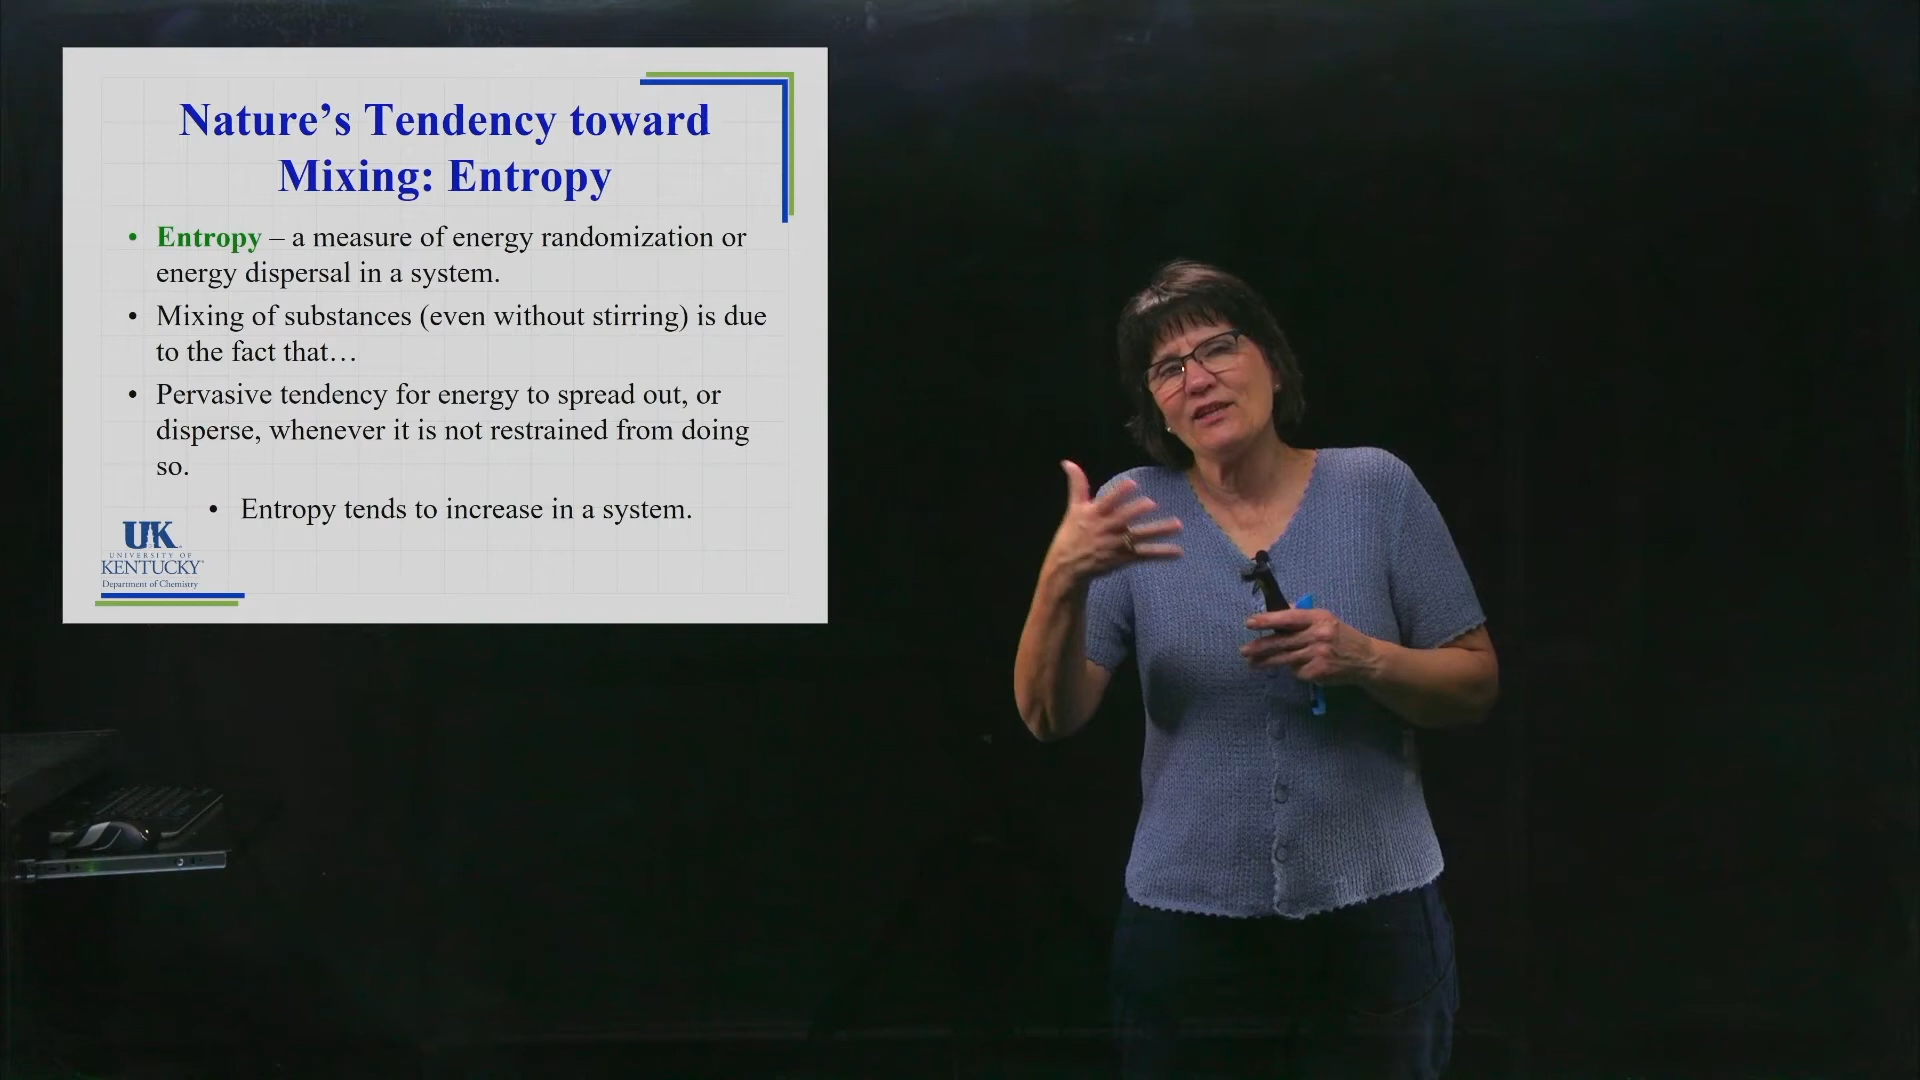 Nature’s Tendency toward
Mixing: Entropy
• Entropy – a measure of energy randomization or
energy dispersal in a system.
• Mixing of substances (even without stirring) is due
to the fact that…
• Pervasive tendency for energy to spread out, or
disperse, whenever it is not restrained from doing
so.
• Entropy tends to increase in a system.
UK
UNIVERSITY OF
KENTUCKY
Department of Chemistry